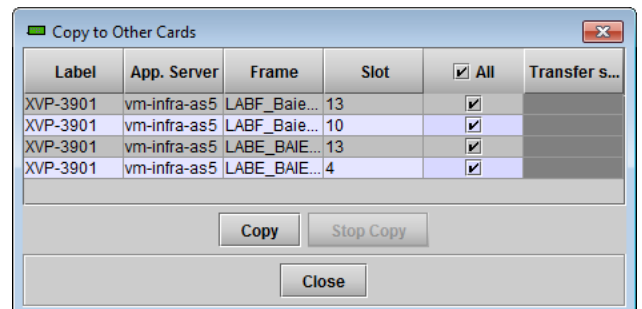 Copy to Other Cards
Label App. Server Frame Slot All Transfer s...
XVP-3901 vm-infra-as5 LABF_Baie... 13
XVP-3901 vm-infra-as5 LABF_Baie... 10
XVP-3901 vm-infra-as5 LABE_BAIE... 13
XVP-3901 vm-infra-as5 LABE_BAIE... 4
Copy Stop Copy
Close